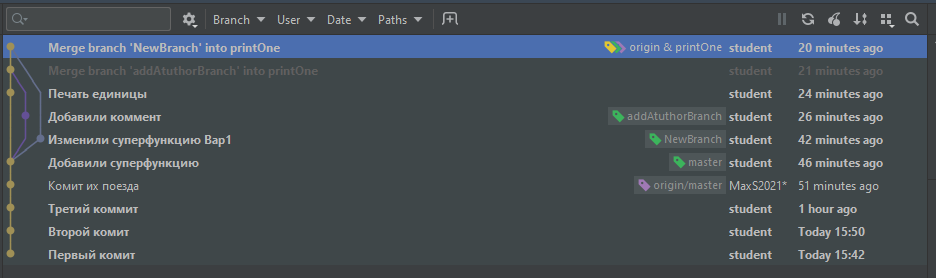 Branch User Date Paths
Merge branch 'NewBranch' into printOne origin & printOne student 20 minutes ago
Merge branch 'addAtuthorBranch' into printOne student 21 minutes ago
Печать единицы student 24 minutes ago
Добавили коммент addAtuthorBranch student 26 minutes ago
Изменили суперфункцию Вар1 NewBranch student 42 minutes ago
Добавили суперфункцию master student 46 minutes ago
Комит их поезда origin/master MaxS2021* 51 minutes ago
Третий коммит student 1 hour ago
Второй комит student Today 15:50
Первый комит student Today 15:42